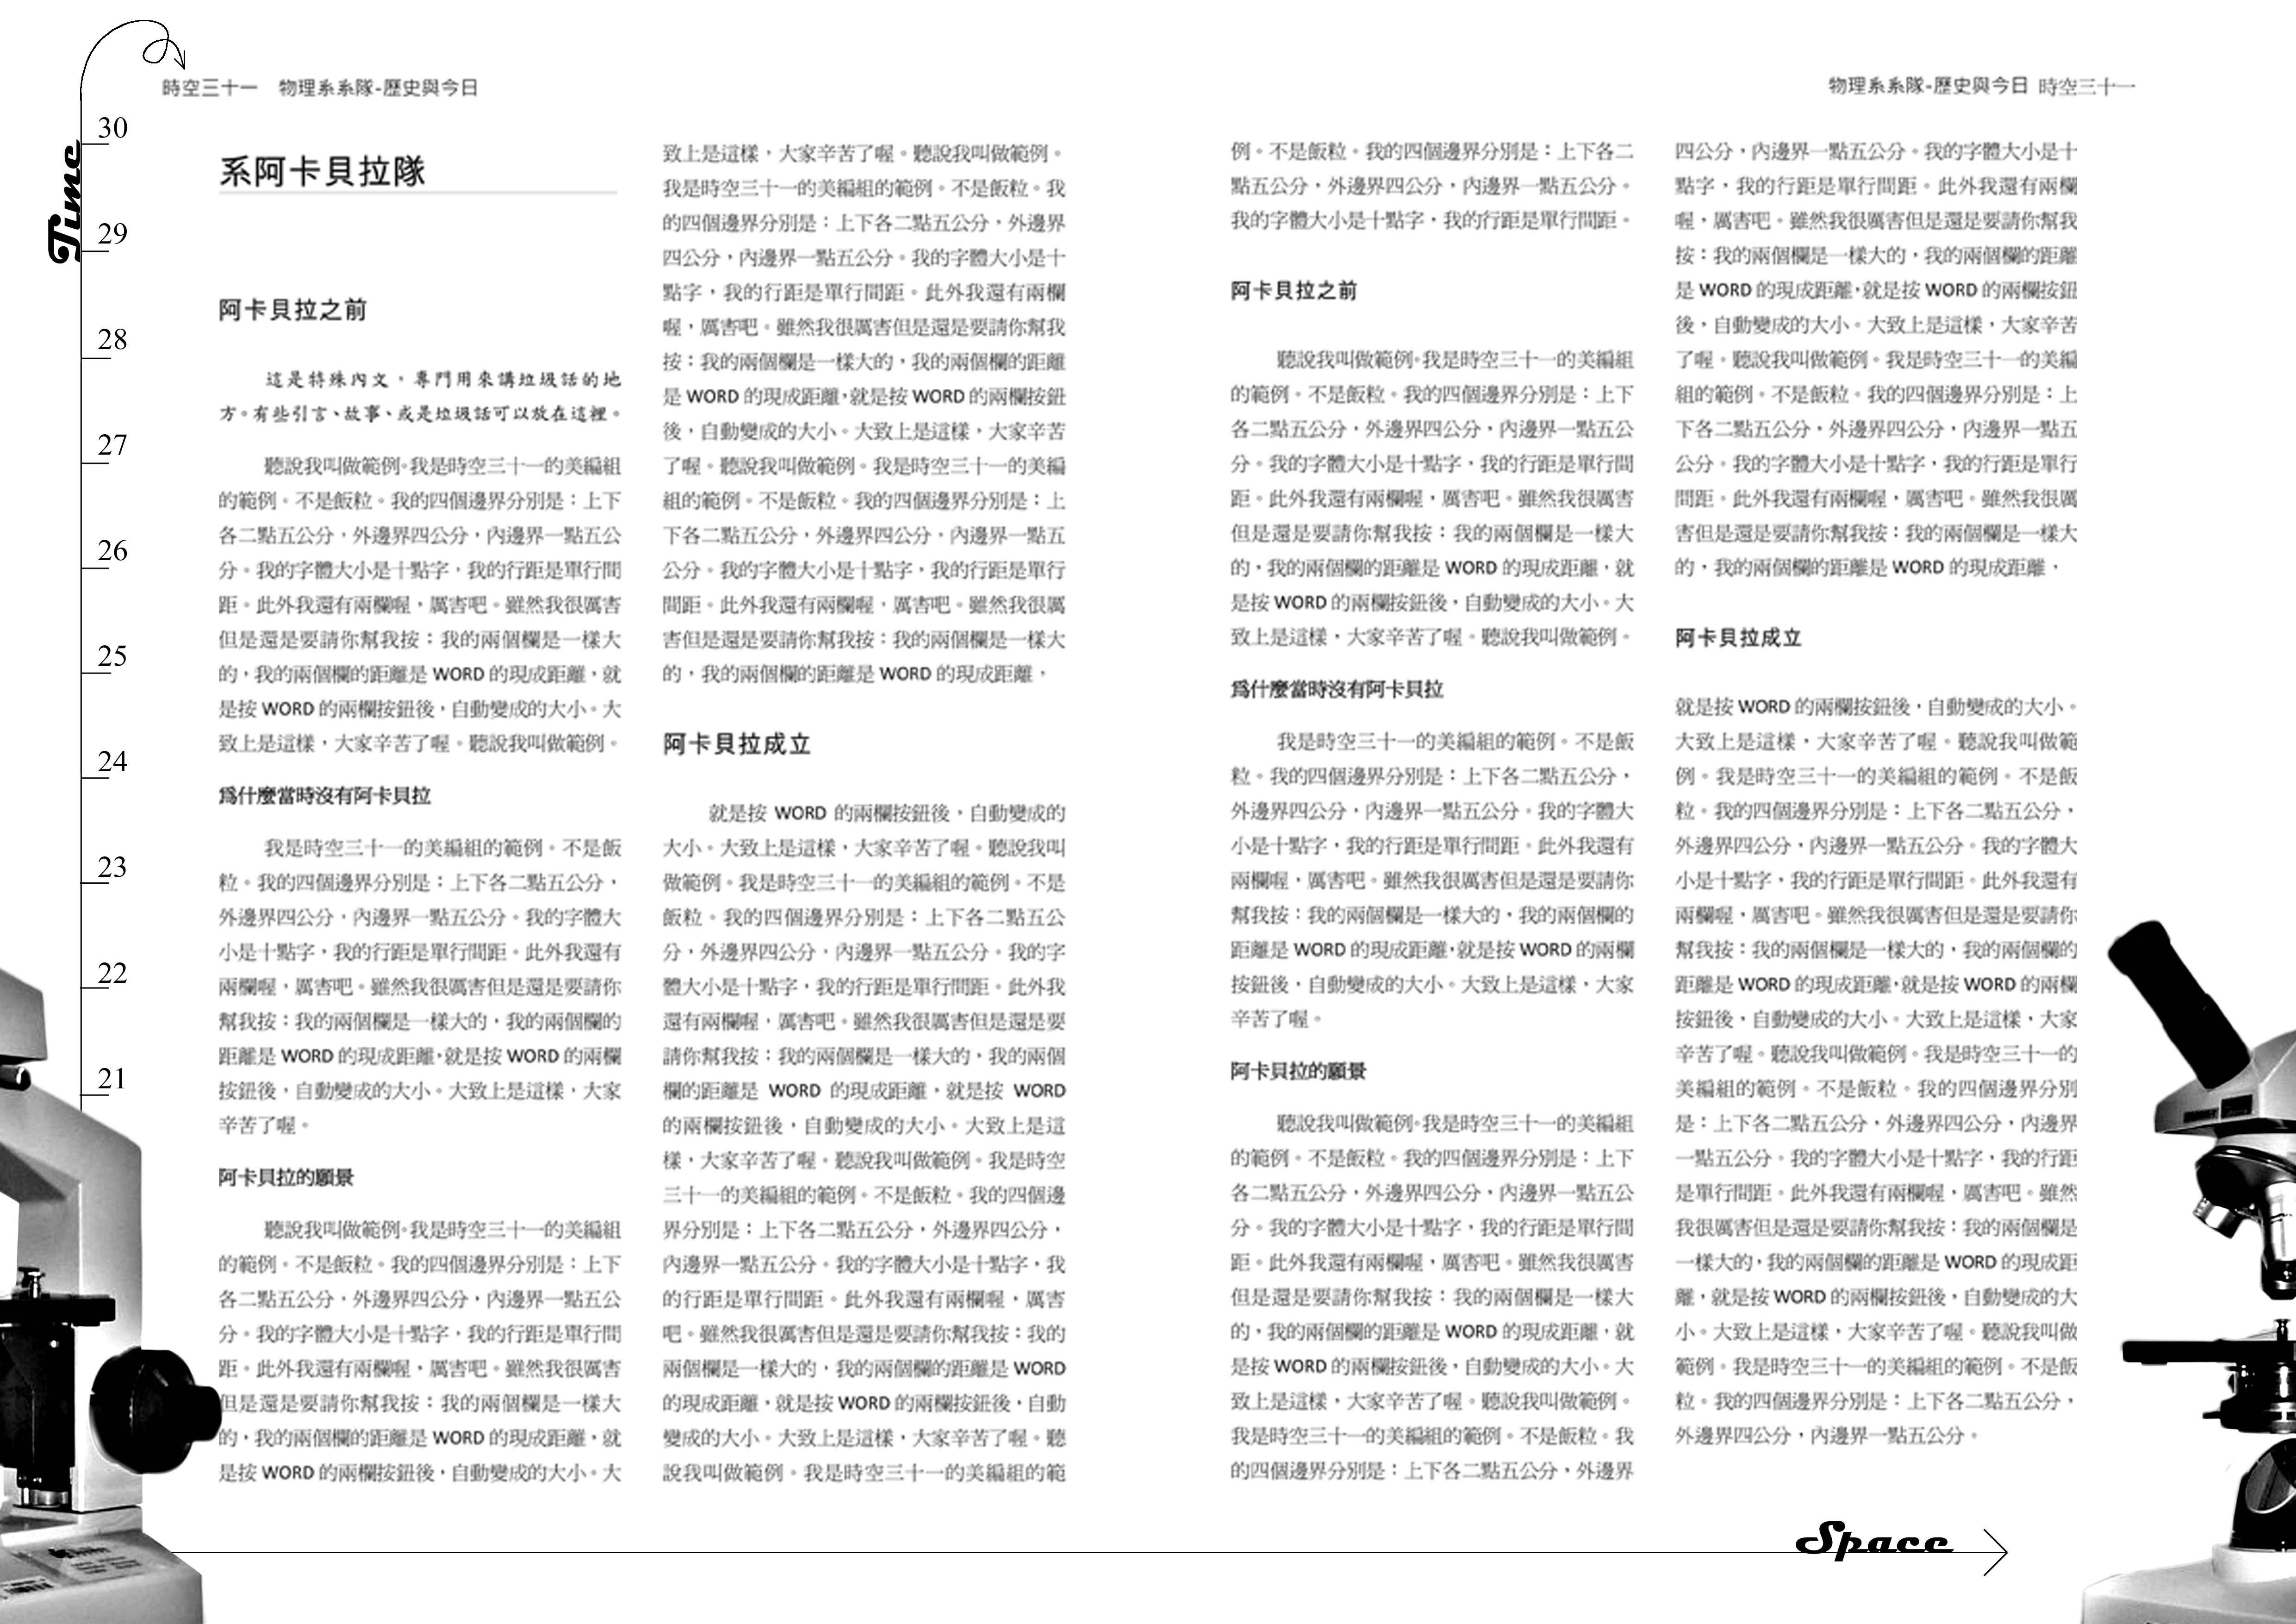 時空三十一 物理系系隊-歷史與今日
Time
30
29
28
27
26
25
24
23
22
21
系阿卡貝拉隊
阿卡貝拉之前
這是特殊內文，專門用來講垃圾話的地
方。有些引言、故事、或是垃圾話可以放在這裡。
聽說我叫做範例。我是時空三十一的美編組
的範例。不是飯粒。我的四個邊界分別是：上下
各二點五公分，外邊界四公分，內邊界一點五公
分。我的字體大小是十點字，我的行距是單行間
距。此外我還有兩欄喔，厲害吧。雖然我很厲害
但是還是要請你幫我按：我的兩個欄是一樣大
的，我的兩個欄的距離是 WORD 的現成距離，就
是按 WORD 的兩欄按鈕後，自動變成的大小。大
致上是這樣，大家辛苦了喔。聽說我叫做範例。
為什麼當時沒有阿卡貝拉
我是時空三十一的美編組的範例。不是飯
粒。我的四個邊界分別是：上下各二點五公分，
外邊界四公分，內邊界一點五公分。我的字體大
小是十點字，我的行距是單行間距。此外我還有
兩欄喔，厲害吧。雖然我很厲害但是還是要請你
幫我按：我的兩個欄是一樣大的，我的兩個欄的
距離是 WORD 的現成距離，就是按 WORD 的兩欄
按鈕後，自動變成的大小。大致上是這樣，大家
辛苦了喔。
阿卡貝拉的願景
聽說我叫做範例。我是時空三十一的美編組
的範例。不是飯粒。我的四個邊界分別是：上下
各二點五公分，外邊界四公分，內邊界一點五公
分。我的字體大小是十點字，我的行距是單行間
距。此外我還有兩欄喔，厲害吧。雖然我很厲害
但是還是要請你幫我按：我的兩個欄是一樣大
的，我的兩個欄的距離是 WORD 的現成距離，就
是按 WORD 的兩欄按鈕後，自動變成的大小。大
致上是這樣，大家辛苦了喔。聽說我叫做範例。
我是時空三十一的美編組的範例。不是飯粒。我
的四個邊界分別是：上下各二點五公分，外邊界
四公分，內邊界一點五公分。我的字體大小是十
點字，我的行距是單行間距。此外我還有兩欄
喔，厲害吧。雖然我很厲害但是還是要請你幫我
按：我的兩個欄是一樣大的，我的兩個欄的距離
是 WORD 的現成距離，就是按 WORD 的兩欄按鈕
後，自動變成的大小。大致上是這樣，大家辛苦
了喔。聽說我叫做範例。我是時空三十一的美編
組的範例。不是飯粒。我的四個邊界分別是：上
下各二點五公分，外邊界四公分，內邊界一點五
公分。我的字體大小是十點字，我的行距是單行
間距。此外我還有兩欄喔，厲害吧。雖然我很厲
害但是還是要請你幫我按：我的兩個欄是一樣大
的，我的兩個欄的距離是 WORD 的現成距離，
阿卡貝拉成立
就是按 WORD 的兩欄按鈕後，自動變成的
大小。大致上是這樣，大家辛苦了喔。聽說我叫
做範例。我是時空三十一的美編組的範例。不是
飯粒。我的四個邊界分別是：上下各二點五公
分，外邊界四公分，內邊界一點五公分。我的字
體大小是十點字，我的行距是單行間距。此外我
還有兩欄喔，厲害吧。雖然我很厲害但是還是要
請你幫我按：我的兩個欄是一樣大的，我的兩個
欄的距離是 WORD 的現成距離，就是按 WORD
的兩欄按鈕後，自動變成的大小。大致上是這
樣，大家辛苦了喔。聽說我叫做範例。我是時空
三十一的美編組的範例。不是飯粒。我的四個邊
界分別是：上下各二點五公分，外邊界四公分，
內邊界一點五公分。我的字體大小是十點字，我
的行距是單行間距。此外我還有兩欄喔，厲害
吧。雖然我很厲害但是還是要請你幫我按：我的
兩個欄是一樣大的，我的兩個欄的距離是 WORD
的現成距離，就是按 WORD 的兩欄按鈕後，自動
變成的大小。大致上是這樣，大家辛苦了喔。聽
說我叫做範例。我是時空三十一的美編組的範
物理系系隊-歷史與今日 時空三十一
例。不是飯粒。我的四個邊界分別是：上下各二
點五公分，外邊界四公分，內邊界一點五公分。
我的字體大小是十點字，我的行距是單行間距。
阿卡貝拉之前
聽說我叫做範例。我是時空三十一的美編組
的範例。不是飯粒。我的四個邊界分別是：上下
各二點五公分，外邊界四公分，內邊界一點五公
分。我的字體大小是十點字，我的行距是單行間
距。此外我還有兩欄喔，厲害吧。雖然我很厲害
但是還是要請你幫我按：我的兩個欄是一樣大
的，我的兩個欄的距離是 WORD 的現成距離，就
是按 WORD 的兩欄按鈕後，自動變成的大小。大
致上是這樣，大家辛苦了喔。聽說我叫做範例。
為什麼當時沒有阿卡貝拉
我是時空三十一的美編組的範例。不是飯
粒。我的四個邊界分別是：上下各二點五公分，
外邊界四公分，內邊界一點五公分。我的字體大
小是十點字，我的行距是單行間距。此外我還有
兩欄喔，厲害吧。雖然我很厲害但是還是要請你
幫我按：我的兩個欄是一樣大的，我的兩個欄的
距離是 WORD 的現成距離，就是按 WORD 的兩欄
按鈕後，自動變成的大小。大致上是這樣，大家
辛苦了喔。
阿卡貝拉的願景
聽說我叫做範例。我是時空三十一的美編組
的範例。不是飯粒。我的四個邊界分別是：上下
各二點五公分，外邊界四公分，內邊界一點五公
分。我的字體大小是十點字，我的行距是單行間
距。此外我還有兩欄喔，厲害吧。雖然我很厲害
但是還是要請你幫我按：我的兩個欄是一樣大
的，我的兩個欄的距離是 WORD 的現成距離，就
是按 WORD 的兩欄按鈕後，自動變成的大小。大
致上是這樣，大家辛苦了喔。聽說我叫做範例。
我是時空三十一的美編組的範例。不是飯粒。我
的四個邊界分別是：上下各二點五公分，外邊界
四公分，內邊界一點五公分。我的字體大小是十
點字，我的行距是單行間距。此外我還有兩欄
喔，厲害吧。雖然我很厲害但是還是要請你幫我
按：我的兩個欄是一樣大的，我的兩個欄的距離
是 WORD 的現成距離，就是按 WORD 的兩欄按鈕
後，自動變成的大小。大致上是這樣，大家辛苦
了喔。聽說我叫做範例。我是時空三十一的美編
組的範例。不是飯粒。我的四個邊界分別是：上
下各二點五公分，外邊界四公分，內邊界一點五
公分。我的字體大小是十點字，我的行距是單行
間距。此外我還有兩欄喔，厲害吧。雖然我很厲
害但是還是要請你幫我按：我的兩個欄是一樣大
的，我的兩個欄的距離是 WORD 的現成距離，
阿卡貝拉成立
就是按 WORD 的兩欄按鈕後，自動變成的大小。
大致上是這樣，大家辛苦了喔。聽說我叫做範
例。我是時空三十一的美編組的範例。不是飯
粒。我的四個邊界分別是：上下各二點五公分，
外邊界四公分，內邊界一點五公分。我的字體大
小是十點字，我的行距是單行間距。此外我還有
兩欄喔，厲害吧。雖然我很厲害但是還是要請你
幫我按：我的兩個欄是一樣大的，我的兩個欄的
距離是 WORD 的現成距離，就是按 WORD 的兩欄
按鈕後，自動變成的大小。大致上是這樣，大家
辛苦了喔。聽說我叫做範例。我是時空三十一的
美編組的範例。不是飯粒。我的四個邊界分別
是：上下各二點五公分，外邊界四公分，內邊界
一點五公分。我的字體大小是十點字，我的行距
是單行間距。此外我還有兩欄喔，厲害吧。雖然
我很厲害但是還是要請你幫我按：我的兩個欄是
一樣大的，我的兩個欄的距離是 WORD 的現成距
離，就是按 WORD 的兩欄按鈕後，自動變成的大
小。大致上是這樣，大家辛苦了喔。聽說我叫做
範例。我是時空三十一的美編組的範例。不是飯
粒。我的四個邊界分別是：上下各二點五公分，
外邊界四公分，內邊界一點五公分。
Space